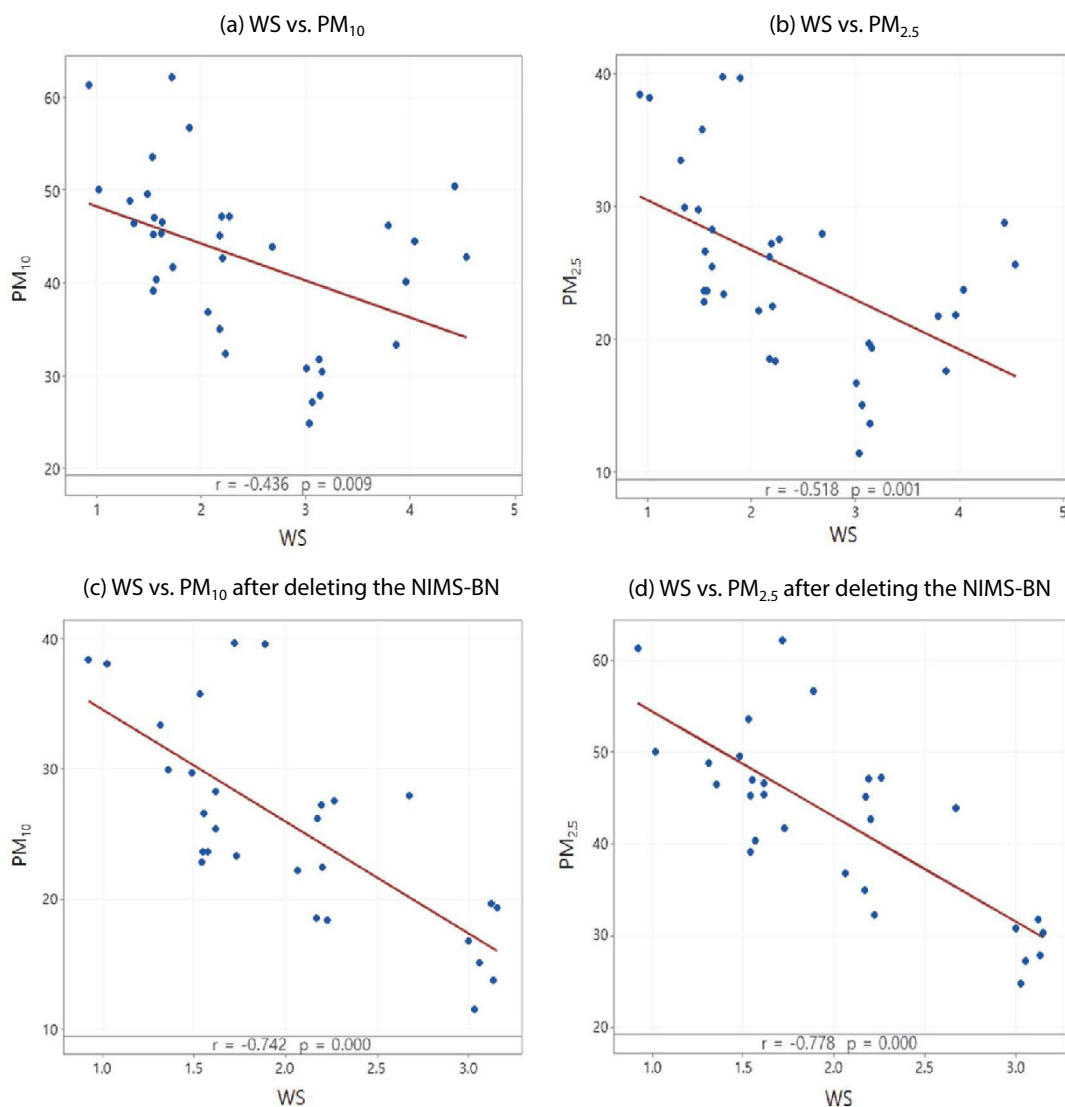 (a) WS vs. PM10
(b) WS vs. PM2.5
60
50
40
30
20
PM10
r = -0.436 p = 0.009
1 2 3 4 5
WS
40
30
20
10
PM2.5
r = -0.518 p = 0.001
1 2 3 4 5
WS
(c) WS vs. PM10 after deleting the NIMS-BN
(d) WS vs. PM2.5 after deleting the NIMS-BN
40
30
20
10
PM10
r = -0.742 p = 0.000
1.0 1.5 2.0 2.5 3.0
WS
60
50
40
30
20
PM2.5
r = -0.778 p = 0.000
1.0 1.5 2.0 2.5 3.0
WS